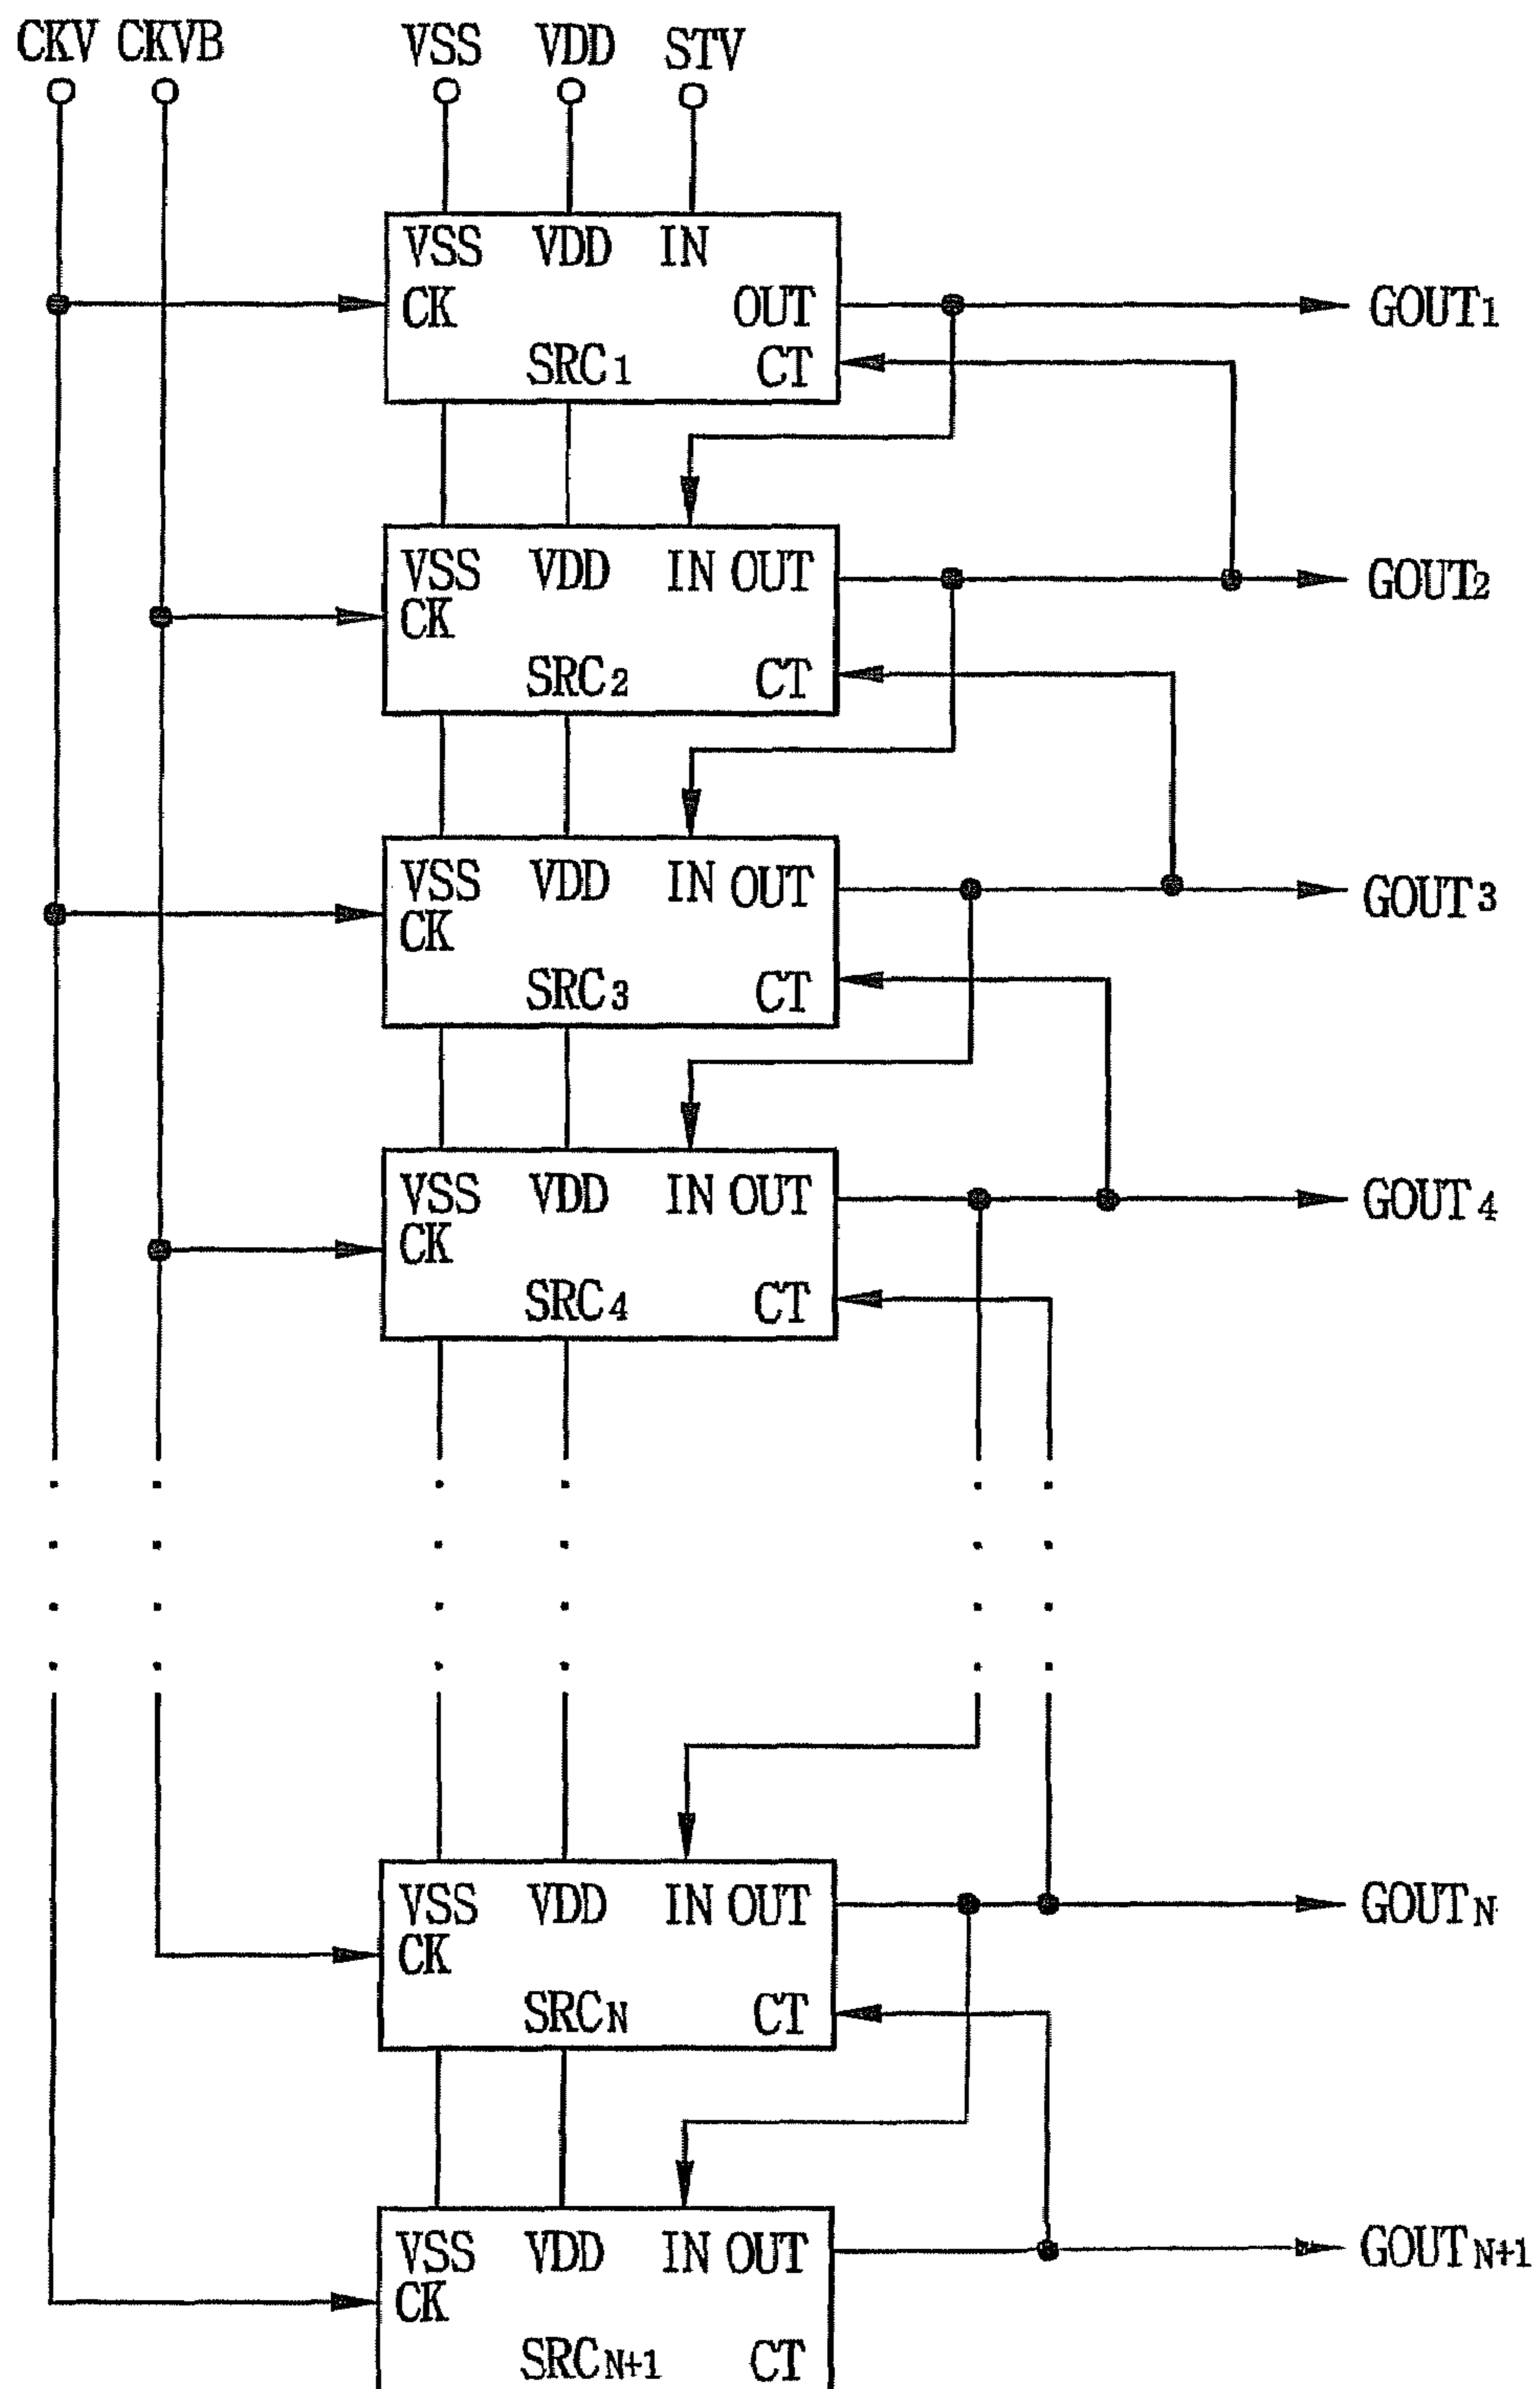 CKV CKVB VSS VDD STV
VSS VDD IN
CK OUT GOUT1
SRC1 CT
VSS VDD IN OUT GOUT2
CK
SRC2 CT
VSS VDD IN OUT GOUT3
CK
SRC3 CT
VSS VDD IN OUT GOUT4
CK
SRC4 CT
VSS VDD IN OUT GOUTN
CK
SRCN CT
VSS VDD IN OUT GOUTN+1
CK
SRCN+1 CT